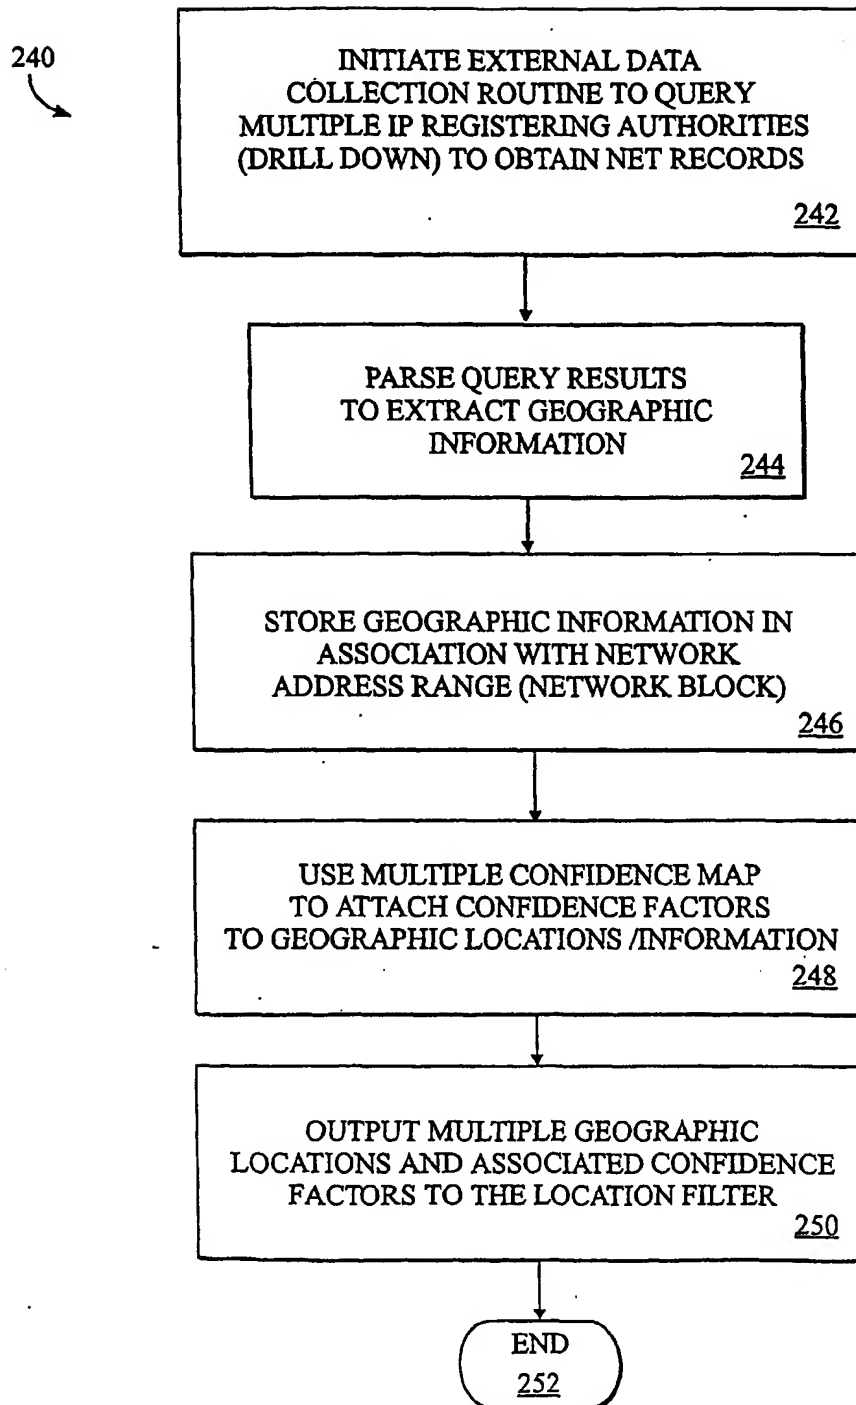 240
INITIATE EXTERNAL DATA
COLLECTION ROUTINE TO QUERY
MULTIPLE IP REGISTERING AUTHORITIES
(DRILL DOWN) TO OBTAIN NET RECORDS
242
PARSE QUERY RESULTS
TO EXTRACT GEOGRAPHIC
INFORMATION
244
STORE GEOGRAPHIC INFORMATION IN
ASSOCIATION WITH NETWORK
ADDRESS RANGE (NETWORK BLOCK)
246
USE MULTIPLE CONFIDENCE MAP
TO ATTACH CONFIDENCE FACTORS
TO GEOGRAPHIC LOCATIONS /INFORMATION
248
OUTPUT MULTIPLE GEOGRAPHIC
LOCATIONS AND ASSOCIATED CONFIDENCE
FACTORS TO THE LOCATION FILTER
250
END
252